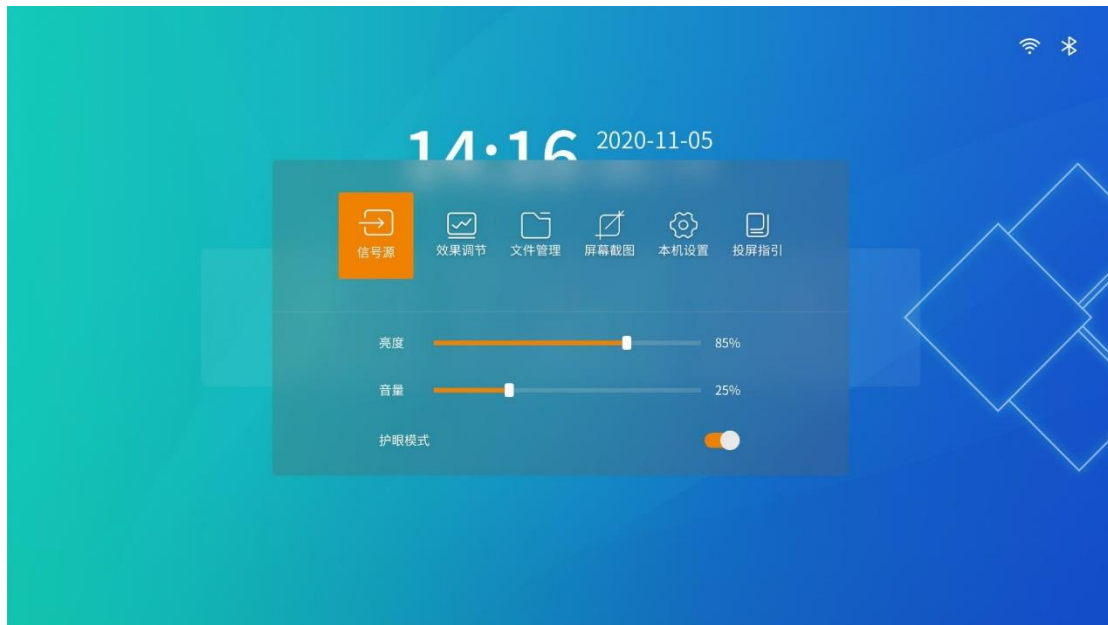 14:16 2020-11-05
信号源 效果调节 文件管理 屏幕截图 本机设置 投屏指引
亮度 85%
音量 25%
护眼模式